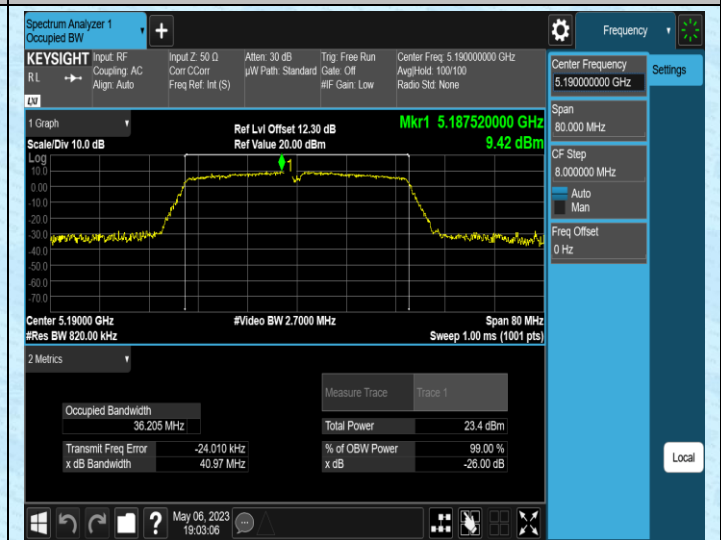 Spectrum Analyzer 1
Occupied BW
+
Frequency
KEYSIGHT
R L
LXI
Input: RF
Coupling: AC
Align: Auto
Input Z: 50 Ω
Corr CCorr
Freq Ref: Int (S)
Atten: 30 dB
µW Path: Standard
Trig: Free Run
Gate: Off
#IF Gain: Low
Center Freq: 5.190000000 GHz
Avg|Hold: 100/100
Radio Std: None
Center Frequency
5.190000000 GHz
Settings
Span
80.000 MHz
CF Step
8.000000 MHz
Auto
Man
Freq Offset
0 Hz
Local
1 Graph
Scale/Div 10.0 dB
Ref Lvl Offset 12.30 dB
Ref Value 20.00 dBm
Mkr1 5.187520000 GHz
9.42 dBm
Log
10.0
0.00
-10.0
-20.0
-30.0
-40.0
-50.0
-60.0
-70.0
1
Center 5.19000 GHz
#Video BW 2.7000 MHz
Span 80 MHz
#Res BW 820.00 kHz
Sweep 1.00 ms (1001 pts)
2 Metrics
Measure Trace
Trace 1
Occupied Bandwidth
36.205 MHz
Total Power
23.4 dBm
Transmit Freq Error
-24.010 kHz
% of OBW Power
99.00 %
x dB Bandwidth
40.97 MHz
x dB
-26.00 dB
?
May 06, 2023
19:03:06